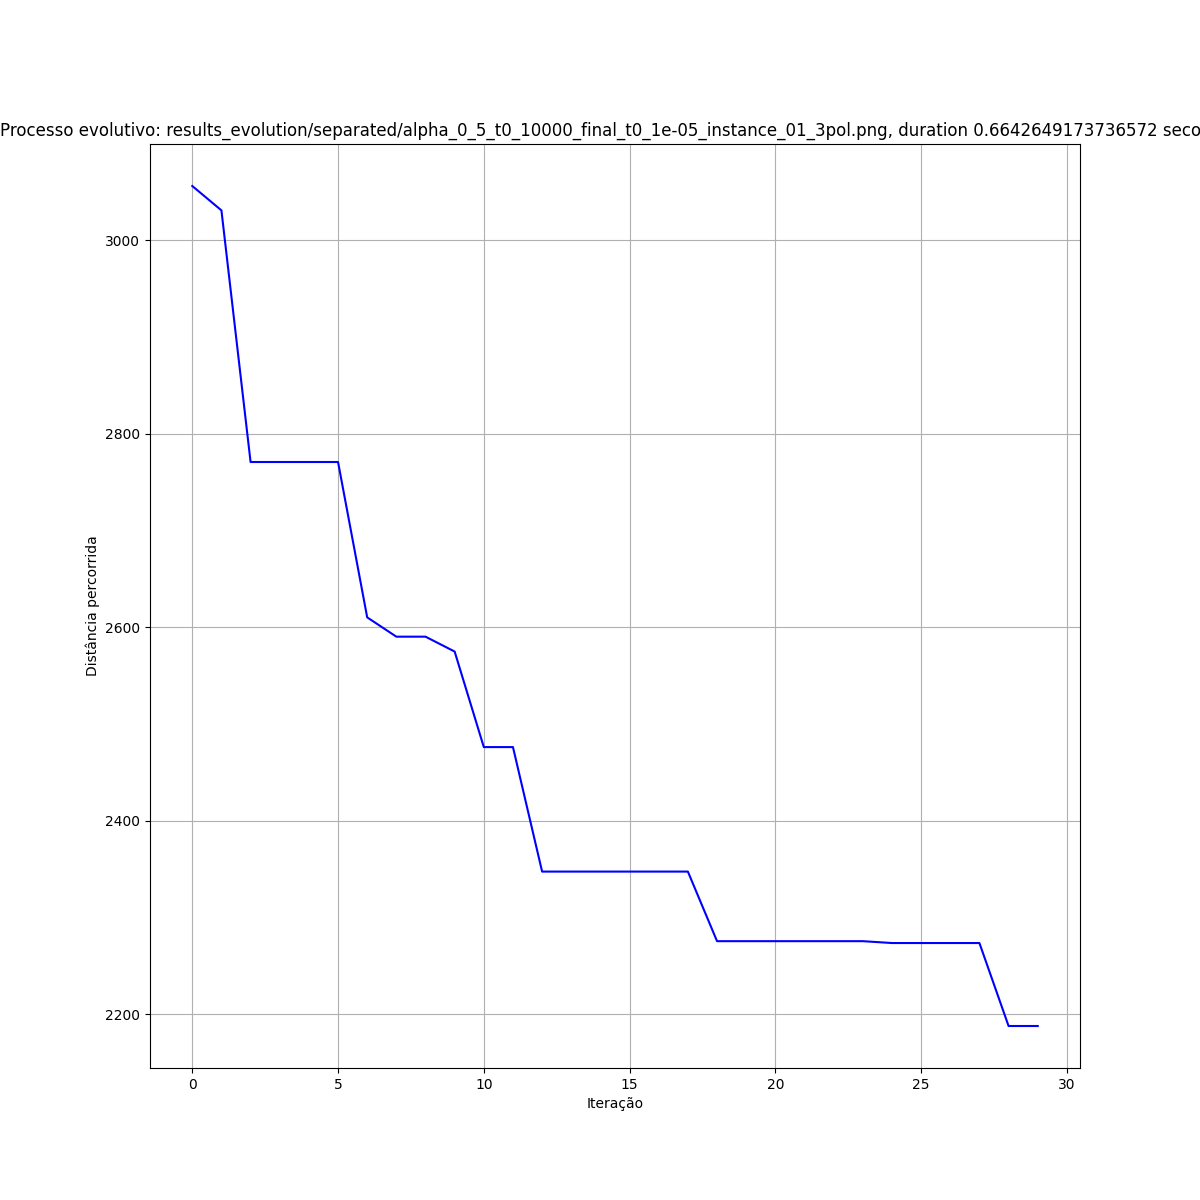 Processo evolutivo: results_evolution/separated/alpha_0_5_t0_10000_final_t0_1e-05_instance_01_3pol.png, duration 0.6642649173736572 seco
3000
2800
2600
2400
2200
Distância percorrida
0 5 10 15 20 25 30
Iteração